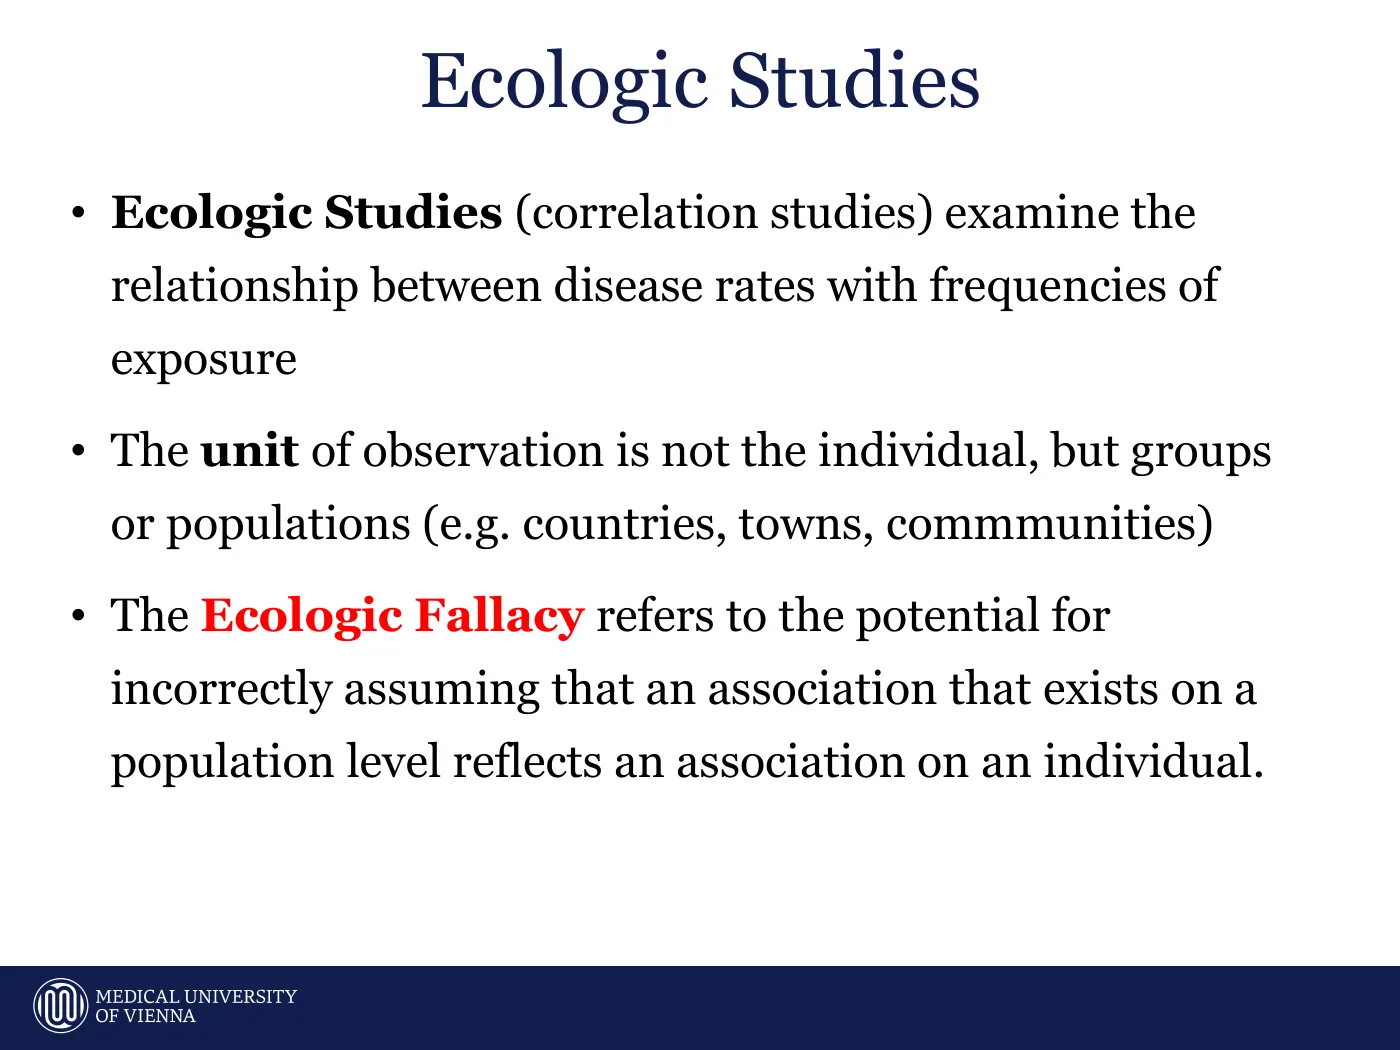 Ecologic Studies
• Ecologic Studies (correlation studies) examine the
relationship between disease rates with frequencies of
exposure
• The unit of observation is not the individual, but groups
or populations (e.g. countries, towns, commmunities)
• The Ecologic Fallacy refers to the potential for
incorrectly assuming that an association that exists on a
population level reflects an association on an individual.
MEDICAL UNIVERSITY
OF VIENNA